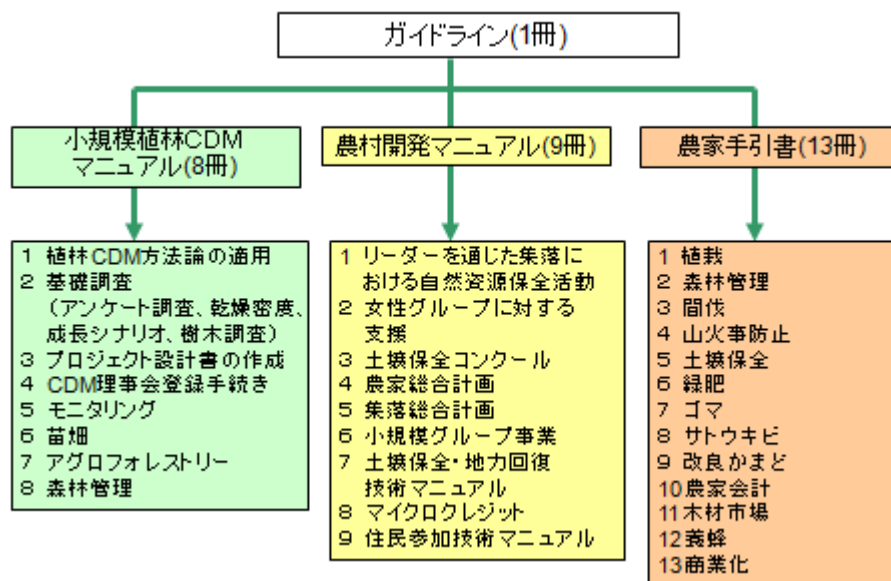 ガイドライン(1冊)
小規模植林CDM
マニュアル(8冊)
農村開発マニュアル(9冊)
農家手引書(13冊)
1 植林CDM方法論の適用
2 基礎調査
(アンケート調査、乾燥密度、
成長シナリオ、樹木調査)
3 プロジェクト設計書の作成
4 CDM理事会登録手続き
5 モニタリング
6 苗畑
7 アグロフォレストリー
8 森林管理
1 リーダーを通じた集落に
おける自然資源保全活動
2 女性グループに対する
支援
3 土壌保全コンクール
4 農家総合計画
5 集落総合計画
6 小規模グループ事業
7 土壌保全・地力回復
技術マニュアル
8 マイクロクレジット
9 住民参加技術マニュアル
1 植栽
2 森林管理
3 間伐
4 山火事防止
5 土壌保全
6 緑肥
7 ゴマ
8 サトウキビ
9 改良かまど
10農家会計
11木材市場
12養蜂
13商業化